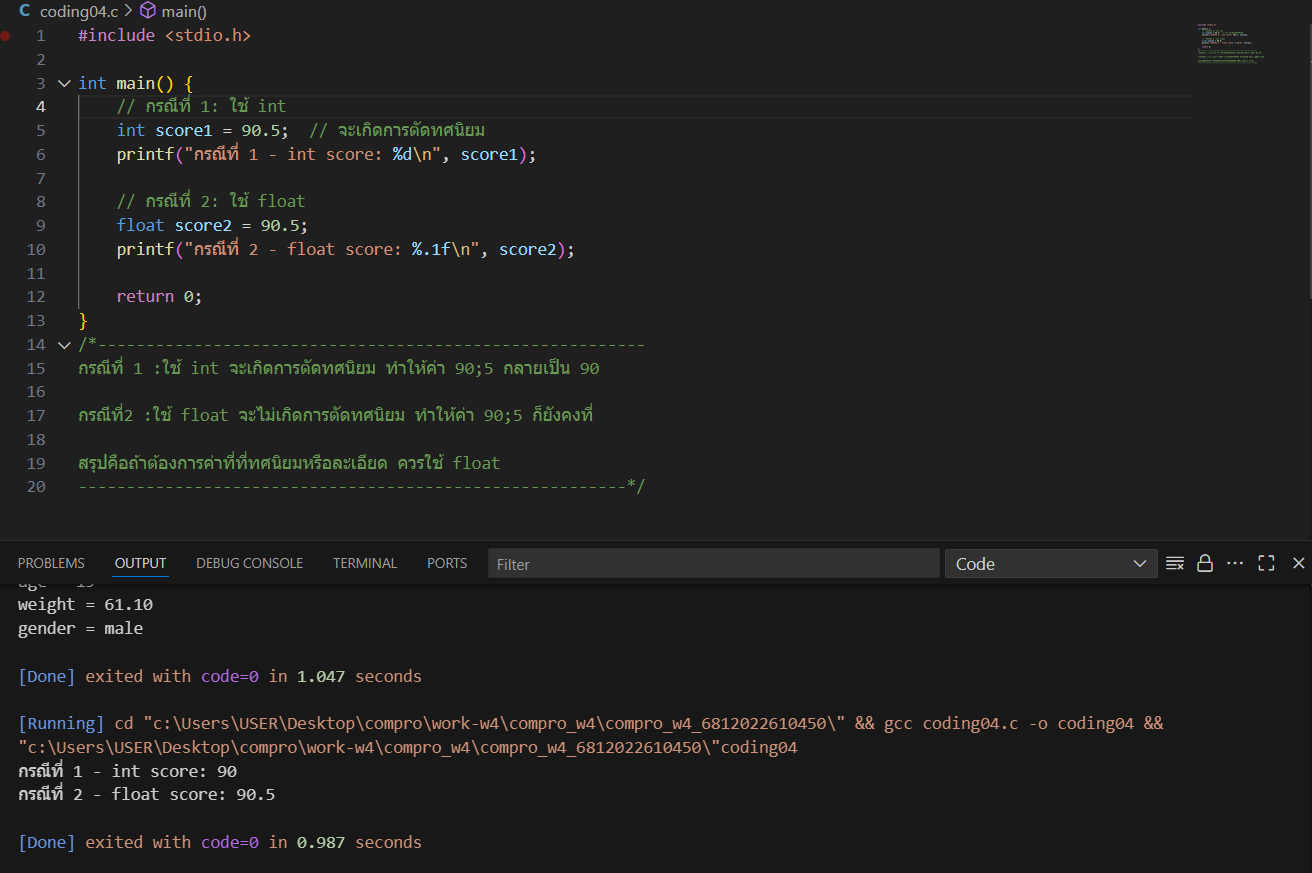 coding04.c > main()
1 #include <stdio.h>
2
3 int main() {
4 // กรณีที่ 1: ใช้ int
5 int score1 = 90.5;  // จะเกิดการตัดทศนิยม
6 printf("กรณีที่ 1 - int score: %d\n", score1);
7
8 // กรณีที่ 2: ใช้ float
9 float score2 = 90.5;
10 printf("กรณีที่ 2 - float score: %.1f\n", score2);
11
12 return 0;
13 }
14 /*---------------------------------------------------------
15 กรณีที่ 1 :ใช้ int จะเกิดการตัดทศนิยม ทำให้ค่า 90;5 กลายเป็น 90
16
17 กรณีที่2 :ใช้ float จะไม่เกิดการตัดทศนิยม ทำให้ค่า 90;5 ก็ยังคงที่
18
19 สรุปคือถ้าต้องการค่าที่ที่ทศนิยมหรือละเอียด ควรใช้ float
20 ---------------------------------------------------------*/
PROBLEMS OUTPUT DEBUG CONSOLE TERMINAL PORTS Filter Code
weight = 61.10
gender = male
[Done] exited with code=0 in 1.047 seconds
[Running] cd "c:\Users\USER\Desktop\compro\work-w4\compro_w4\compro_w4_6812022610450\" && gcc coding04.c -o coding04 &&
"c:\Users\USER\Desktop\compro\work-w4\compro_w4\compro_w4_6812022610450\"coding04
กรณีที่ 1 - int score: 90
กรณีที่ 2 - float score: 90.5
[Done] exited with code=0 in 0.987 seconds